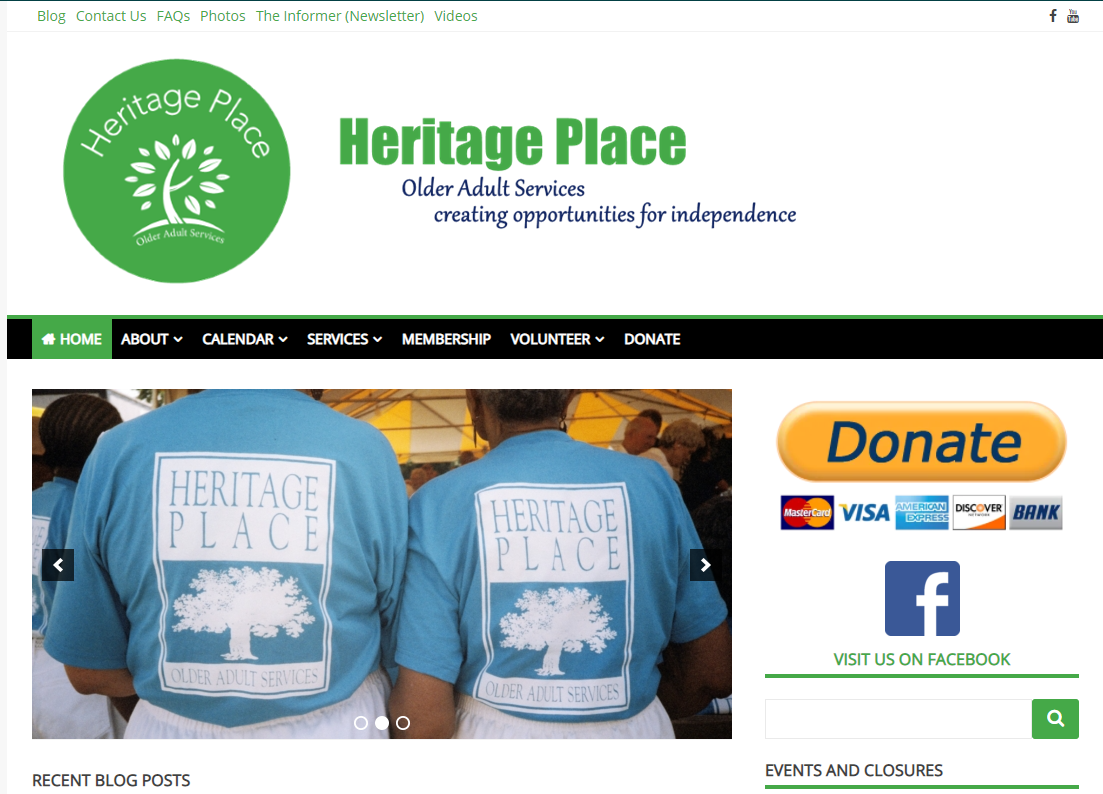 Blog Contact Us FAQs Photos The Informer (Newsletter) Videos
f You Tube
Heritage Place
Older Adult Services
Heritage Place
Older Adult Services
creating opportunities for independence
HOME ABOUT CALENDAR SERVICES MEMBERSHIP VOLUNTEER DONATE
HERITAGE
PLACE
OLDER ADULT SERVICES
HERITAGE
PLACE
OLDER ADULT SERVICES
Donate
MasterCard VISA AMERICAN EXPRESS DISCOVER NETWORK BANK
f
VISIT US ON FACEBOOK
RECENT BLOG POSTS
EVENTS AND CLOSURES